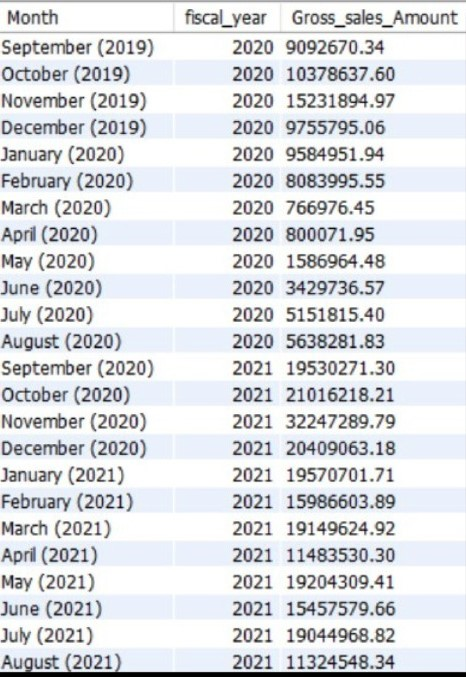 Month fiscal_year Gross_sales_Amount
September (2019) 2020 9092670.34
October (2019) 2020 10378637.60
November (2019) 2020 15231894.97
December (2019) 2020 9755795.06
January (2020) 2020 9584951.94
February (2020) 2020 8083995.55
March (2020) 2020 766976.45
April (2020) 2020 800071.95
May (2020) 2020 1586964.48
June (2020) 2020 3429736.57
July (2020) 2020 5151815.40
August (2020) 2020 5638281.83
September (2020) 2021 19530271.30
October (2020) 2021 21016218.21
November (2020) 2021 32247289.79
December (2020) 2021 20409063.18
January (2021) 2021 19570701.71
February (2021) 2021 15986603.89
March (2021) 2021 19149624.92
April (2021) 2021 11483530.30
May (2021) 2021 19204309.41
June (2021) 2021 15457579.66
July (2021) 2021 19044968.82
August (2021) 2021 11324548.34